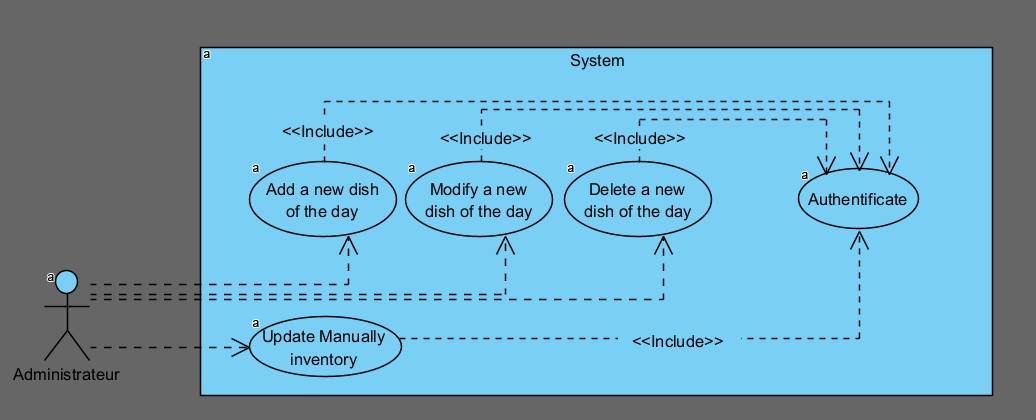 a
System
<<Include>>
<<Include>>
<<Include>>
a
Add a new dish
of the day
a
Modify a new
dish of the day
a
Delete a new
dish of the day
a
Authentificate
a
Administrateur
a
Update Manually
inventory
<<Include>>